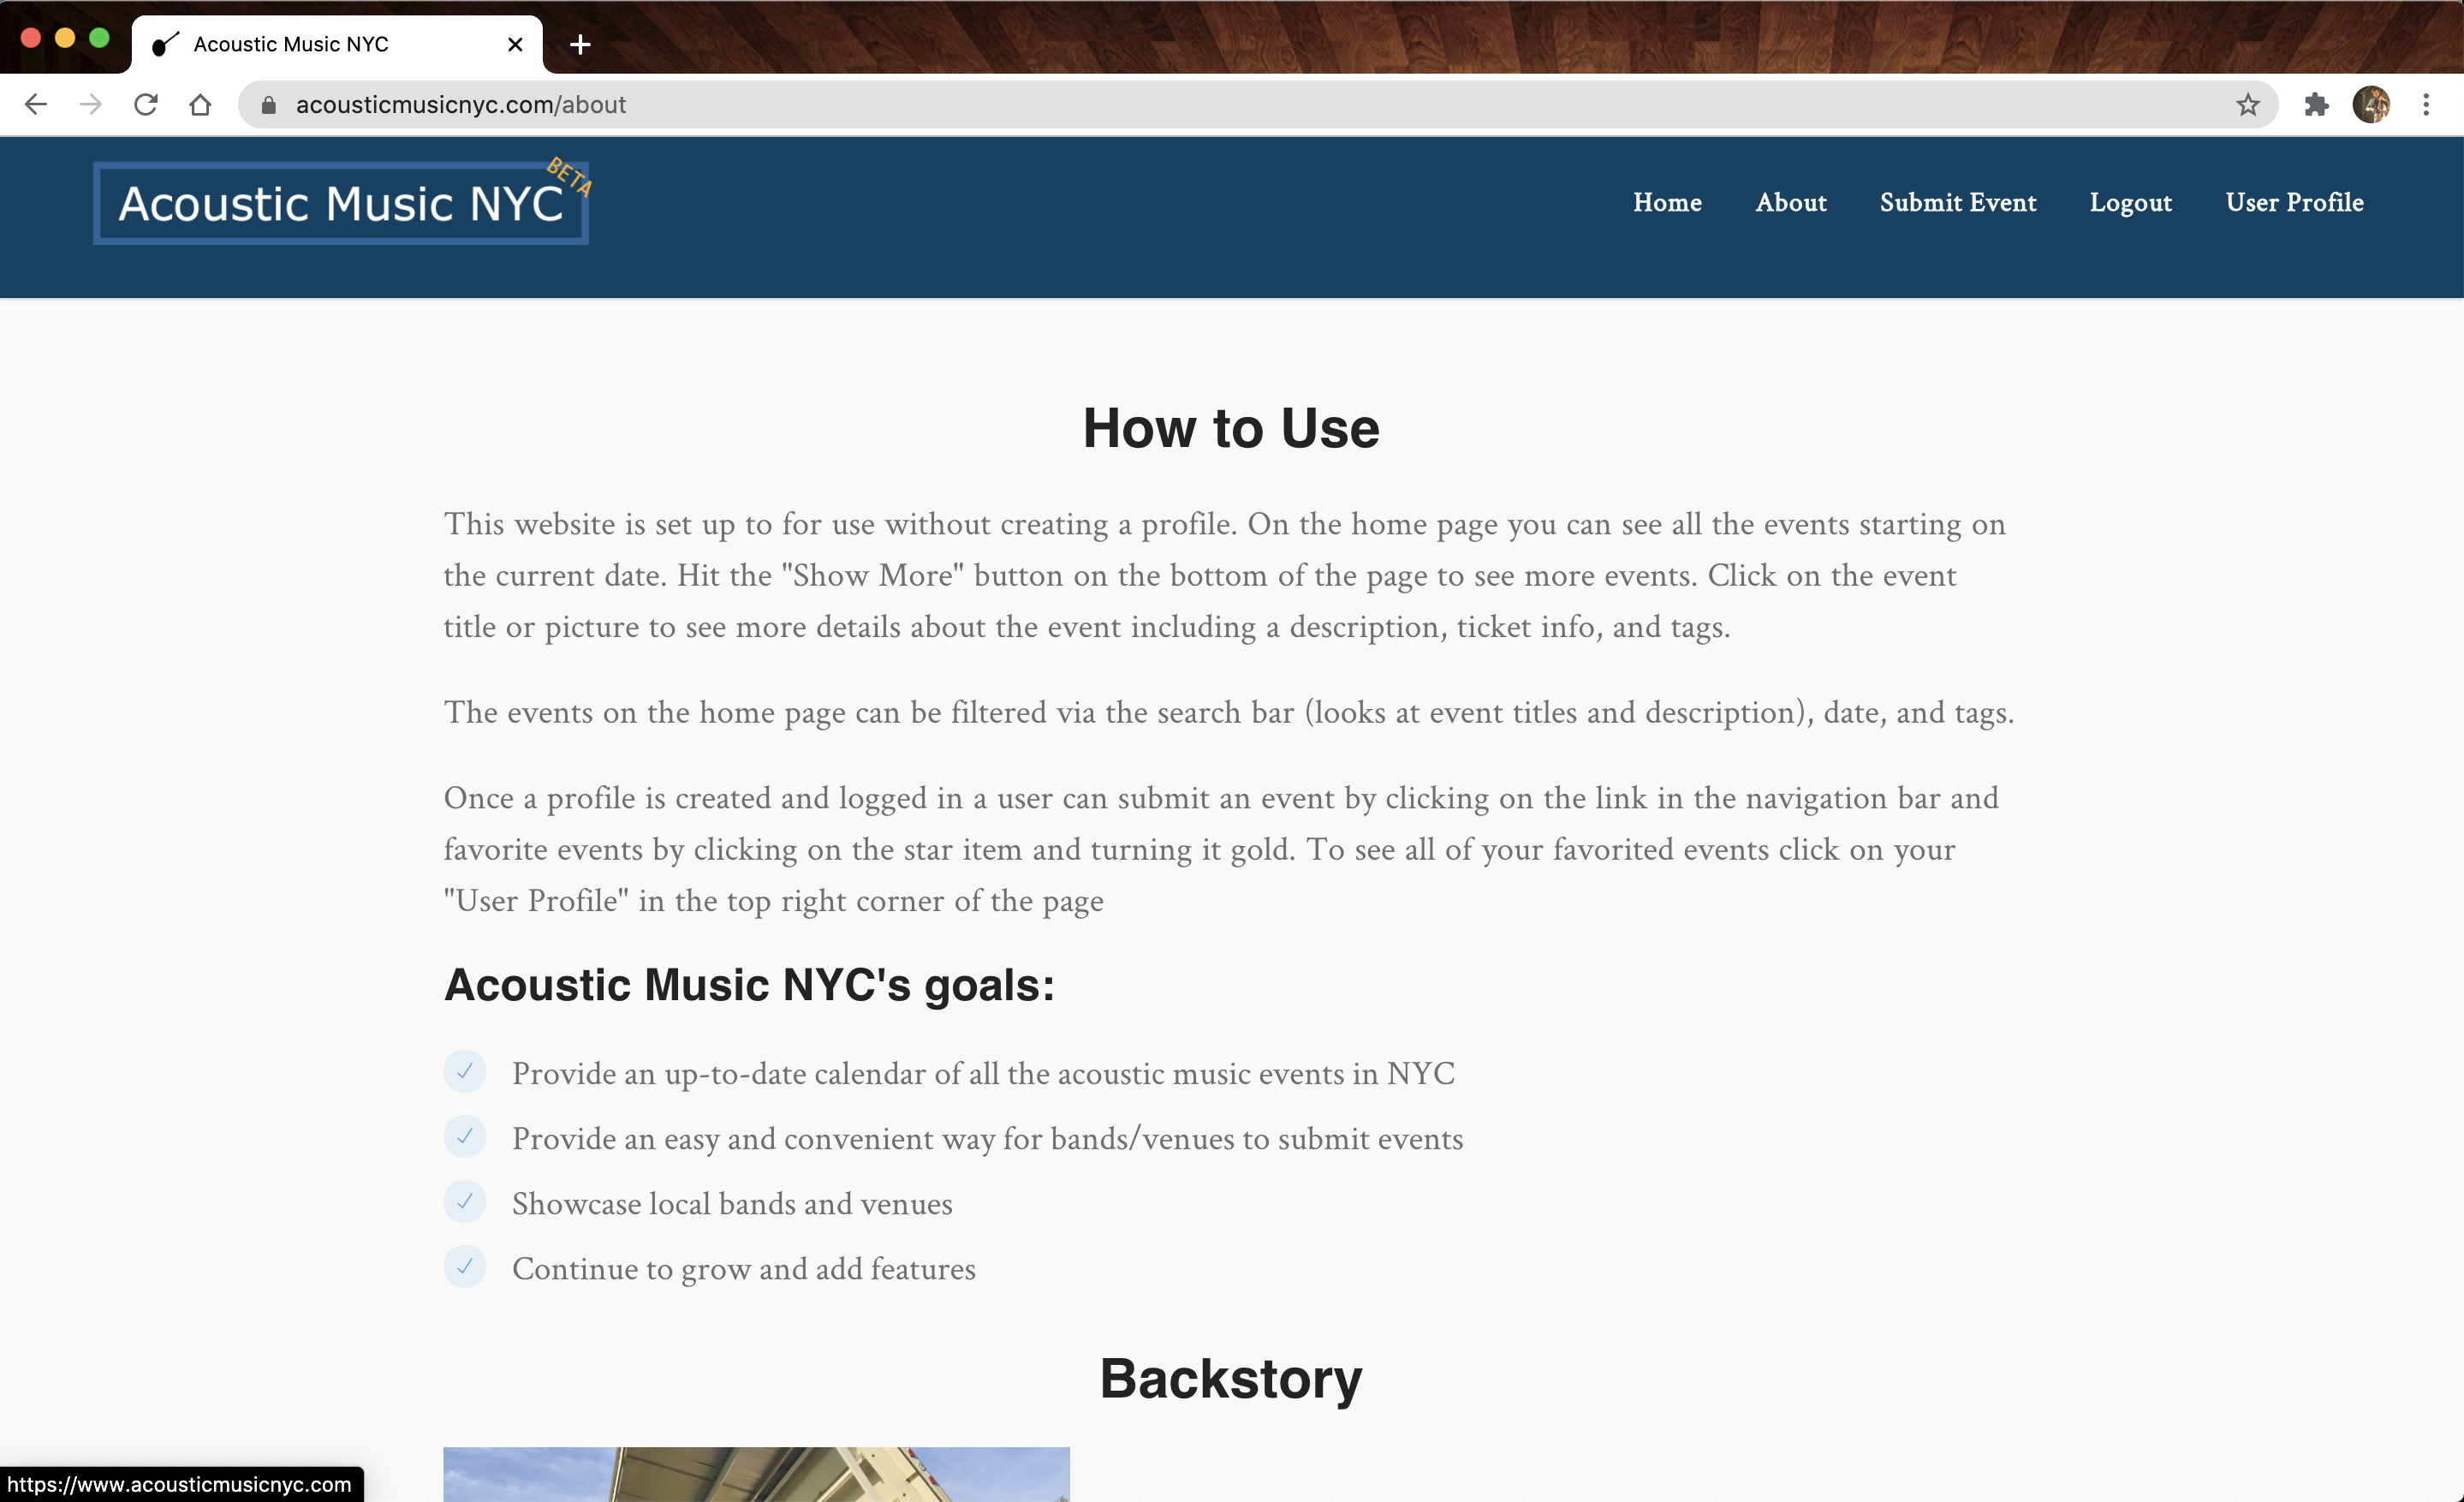 Acoustic Music NYC
acousticmusicnyc.com/about
Acoustic Music NYC BETA
Home About Submit Event Logout User Profile
How to Use
This website is set up to for use without creating a profile. On the home page you can see all the events starting on
the current date. Hit the "Show More" button on the bottom of the page to see more events. Click on the event
title or picture to see more details about the event including a description, ticket info, and tags.
The events on the home page can be filtered via the search bar (looks at event titles and description), date, and tags.
Once a profile is created and logged in a user can submit an event by clicking on the link in the navigation bar and
favorite events by clicking on the star item and turning it gold. To see all of your favorited events click on your
"User Profile" in the top right corner of the page
Acoustic Music NYC's goals:
Provide an up-to-date calendar of all the acoustic music events in NYC
Provide an easy and convenient way for bands/venues to submit events
Showcase local bands and venues
Continue to grow and add features
Backstory
https://www.acousticmusicnyc.com